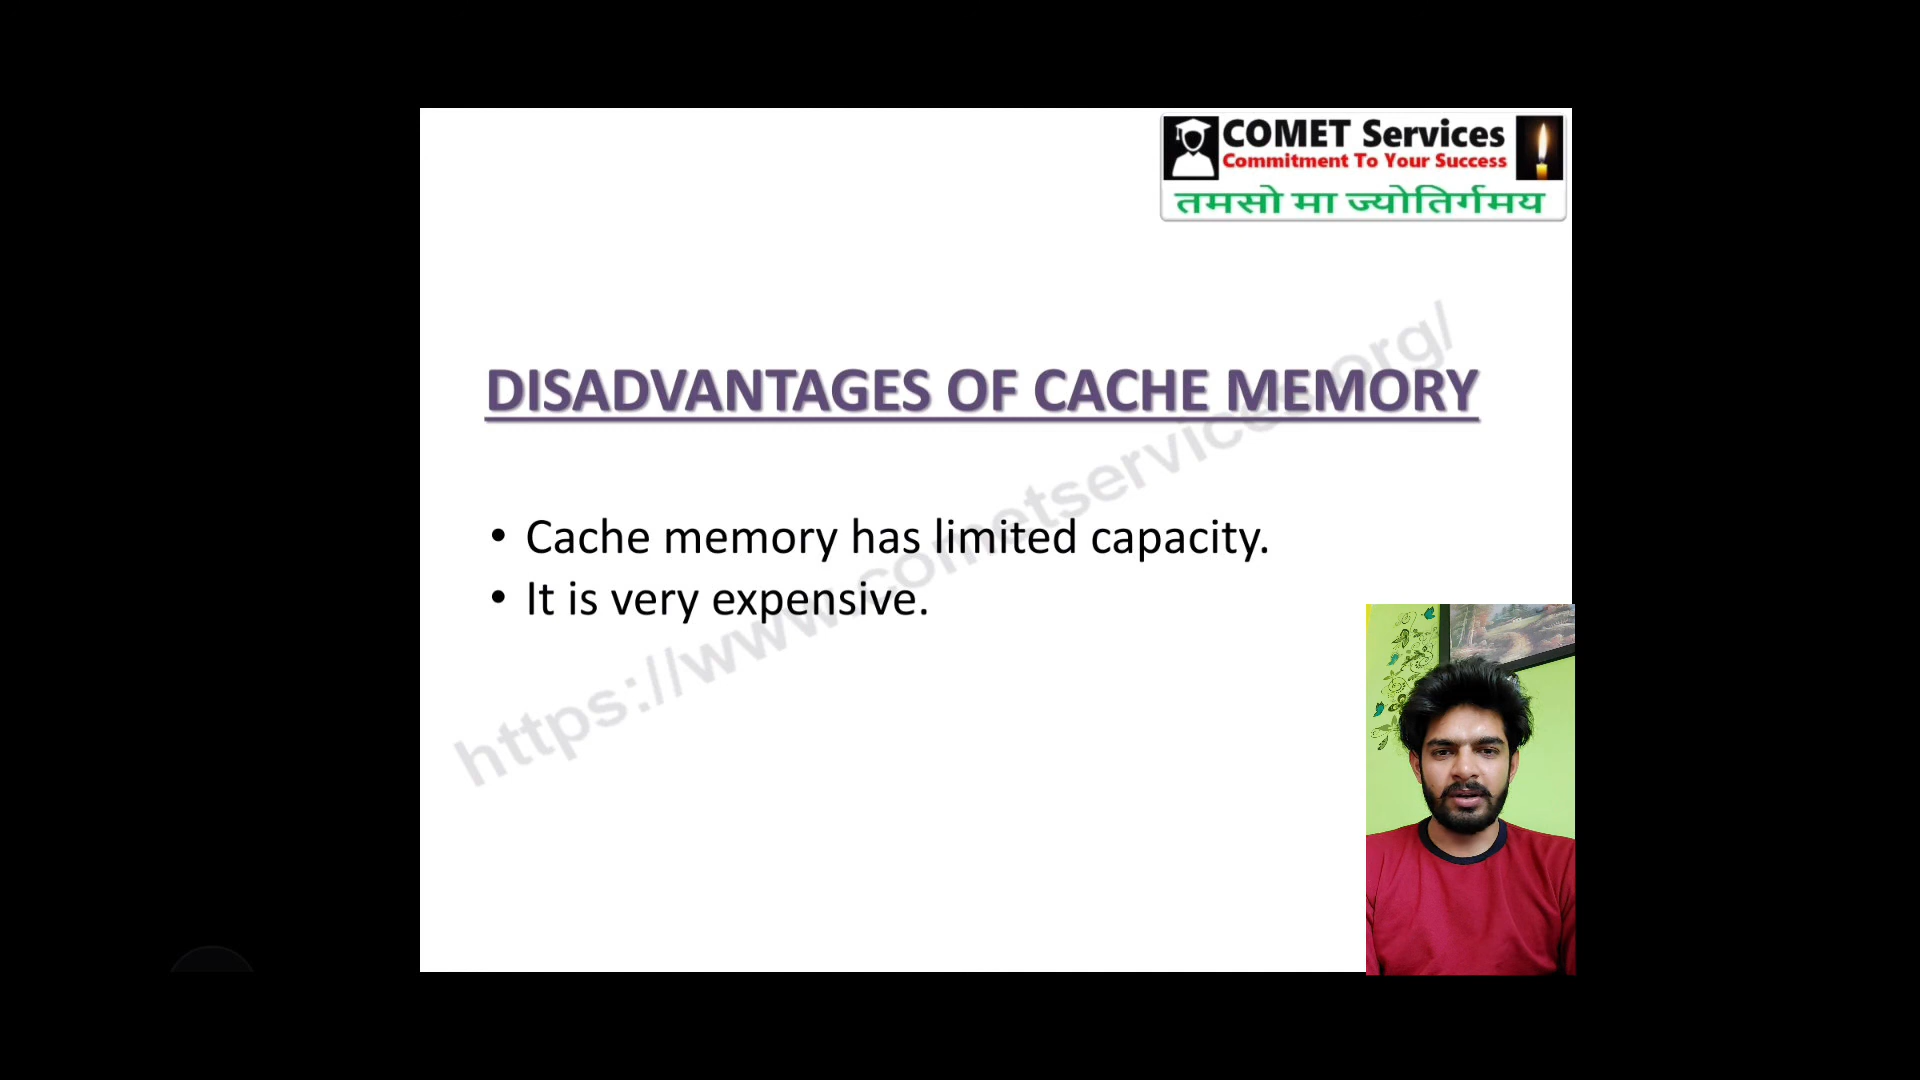 COMET Services
Commitment To Your Success
तमसो मा ज्योतिर्गमय
DISADVANTAGES OF CACHE MEMORY
• Cache memory has limited capacity.
• It is very expensive.
https://www.cometservices.org/